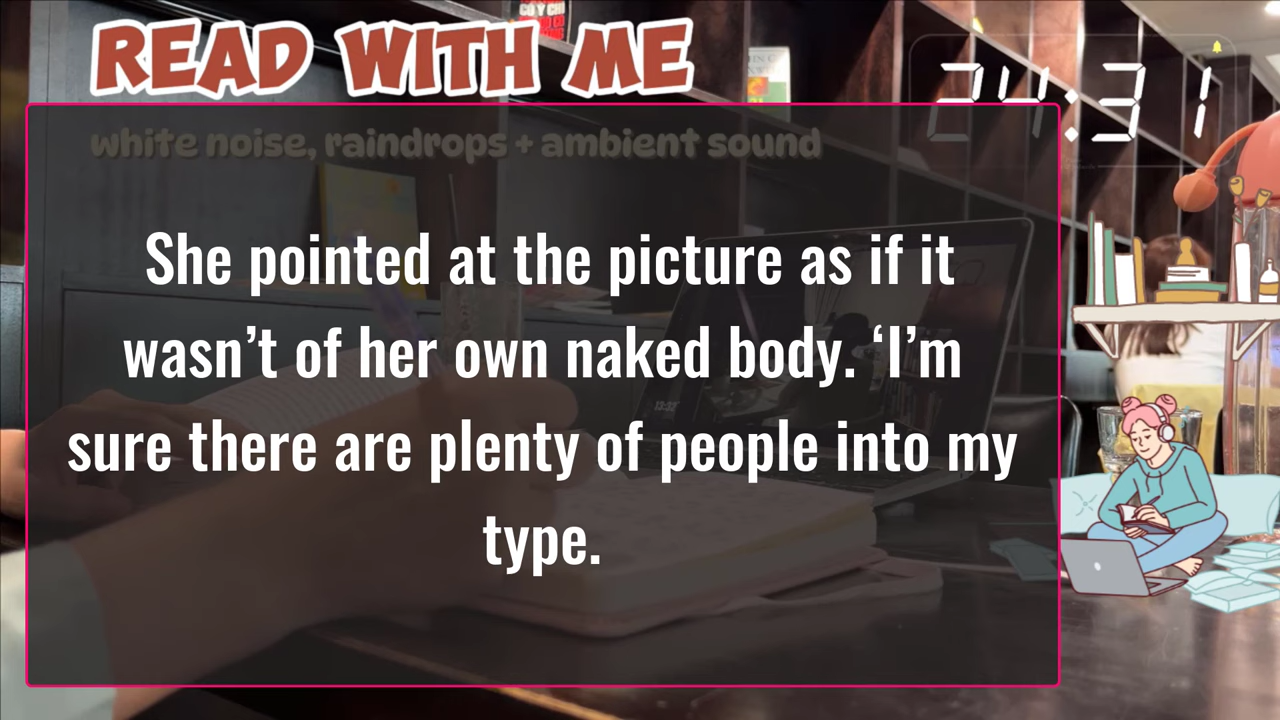 READ WITH ME
24:31
white noise, raindrops + ambient sound
She pointed at the picture as if it
wasn’t of her own naked body. ‘I’m
sure there are plenty of people into my
type.